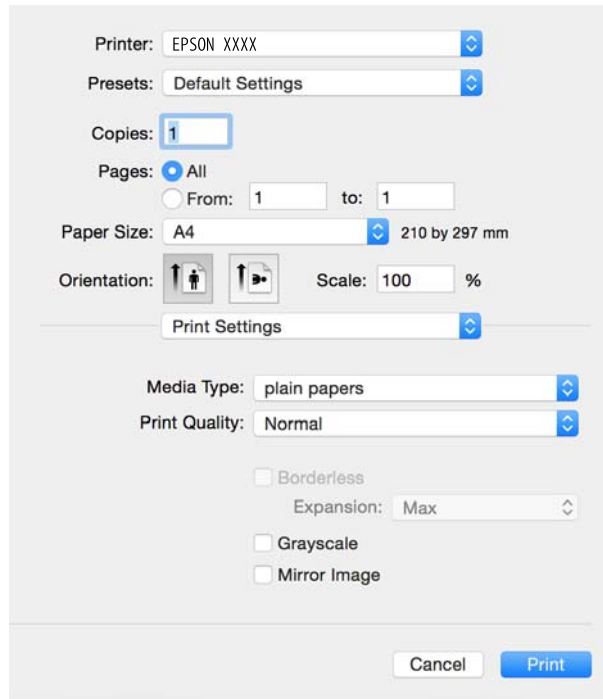 Printer: EPSON XXXX
Presets: Default Settings
Copies: 1
Pages: All
From: 1 to: 1
Paper Size: A4 210 by 297 mm
Orientation: Scale: 100 %
Print Settings
Media Type: plain papers
Print Quality: Normal
Borderless
Expansion: Max
Grayscale
Mirror Image
Cancel Print